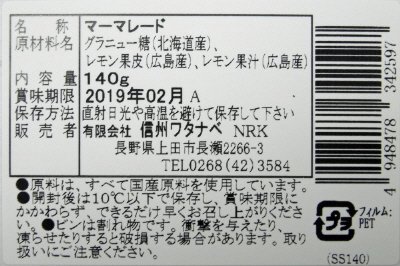 名称 マーマレード
原材料名 グラニュー糖(北海道産)、
レモン果皮(広島産)、レモン果汁(広島産)
内容量 140g
賞味期限 2019年02月 A
保存方法 直射日光や高温を避けて保存して下さい
販売者 有限会社 信州ワタナベ NRK
長野県上田市長瀬2266-3
TEL0268(42)3584
●原料は、すべて国産原料を使用しています。
●開封後は10℃以下で保存し、賞味期限に
かかわらず、できるだけ早くお召し上がりくださ
い。●ビンは割れ物です。衝撃を与えたり、
凍らせたりすると破損する場合があります。取り
扱いにご注意ください。
4 948478 342597
プラ
フィルム:
PET
(SS140)